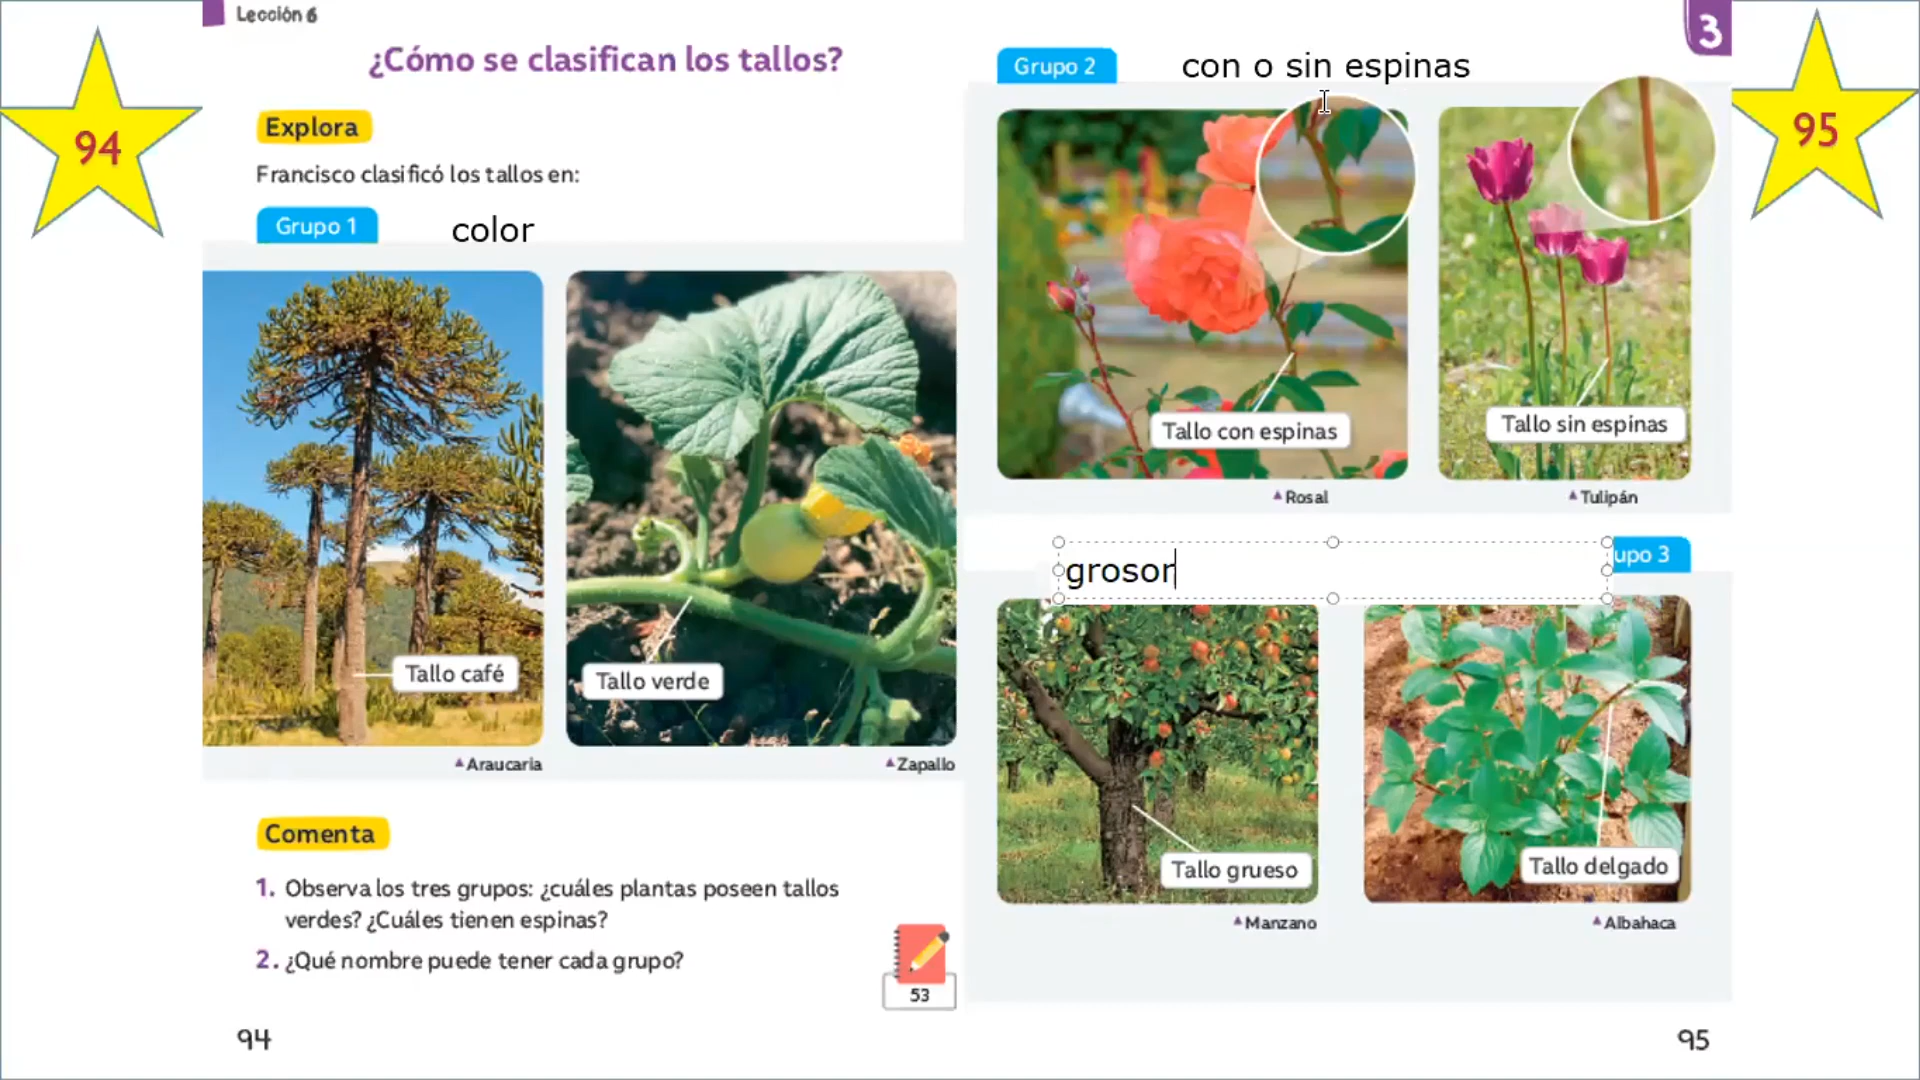 Lección 6
¿Cómo se clasifican los tallos?
94
Explora
Francisco clasificó los tallos en:
Grupo 1
color
Tallo café
Araucaria
Tallo verde
Zapallo
Comenta
1. Observa los tres grupos: ¿cuáles plantas poseen tallos
verdes? ¿Cuáles tienen espinas?
2. ¿Qué nombre puede tener cada grupo?
53
94
3
Grupo 2
con o sin espinas
95
Tallo con espinas
Rosal
Tallo sin espinas
Tulipán
grosor
upo 3
Tallo grueso
Manzano
Tallo delgado
Albahaca
95